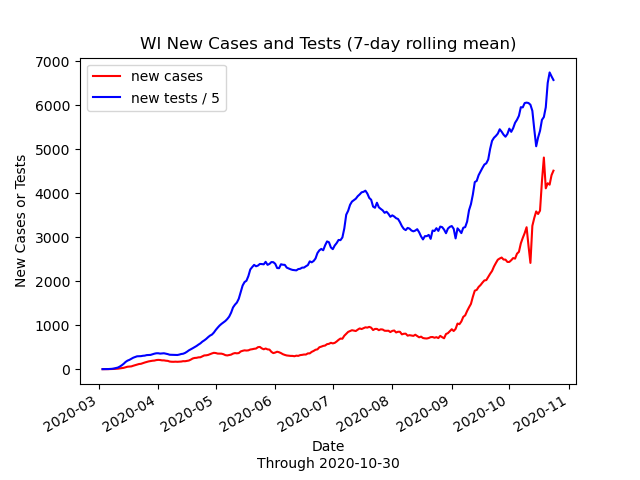 WI New Cases and Tests (7-day rolling mean)
new cases
new tests / 5
7000
6000
5000
4000
3000
2000
1000
0
New Cases or Tests
2020-03
2020-04
2020-05
2020-06
2020-07
2020-08
2020-09
2020-10
2020-11
Date
Through 2020-10-30